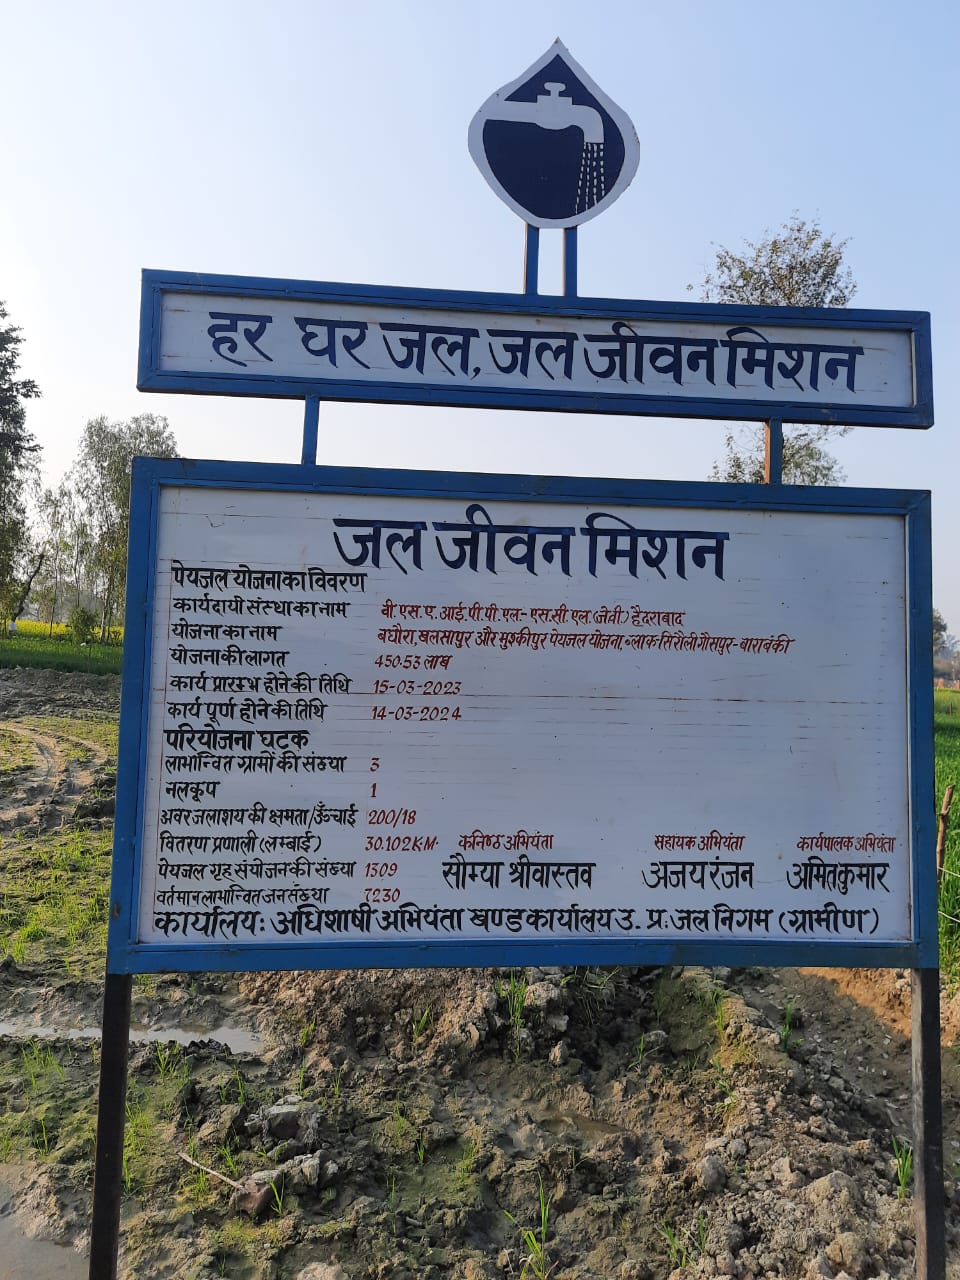 हर घर जल, जल जीवन मिशन
जल जीवन मिशन
पेयजल योजना का विवरण
कार्यदायी संस्था का नाम वी.एस.ए.आई.पी.पी.एल.-एस.सी.एल.(जेवी) हैदराबाद
योजना का नाम बघौरा, खलसापुर और मुश्कीपुर पेयजल योजना, ब्लाक सिरौली गौसपुर-बाराबंकी
योजना की लागत 450.53 लाख
कार्य प्रारम्भ होने की तिथि 15-03-2023
कार्य पूर्ण होने की तिथि 14-03-2024
परियोजना घटक
लाभान्वित ग्रामों की संख्या 3
नलकूप 1
अवर जलाशय की क्षमता/ऊँचाई 200/18
वितरण प्रणाली (लम्बाई) 30.102KM. कनिष्ठ अभियंता सहायक अभियंता कार्यपालक अभियंता
पेयजल गृह संयोजन की संख्या 1309 सौम्या श्रीवास्तव अजय रंजन अमित कुमार
वर्तमान लाभान्वित जन संख्या 7230
कार्यालयः अधिशाषी अभियंता खण्ड कार्यालय उ. प्र. जल निगम (ग्रामीण)